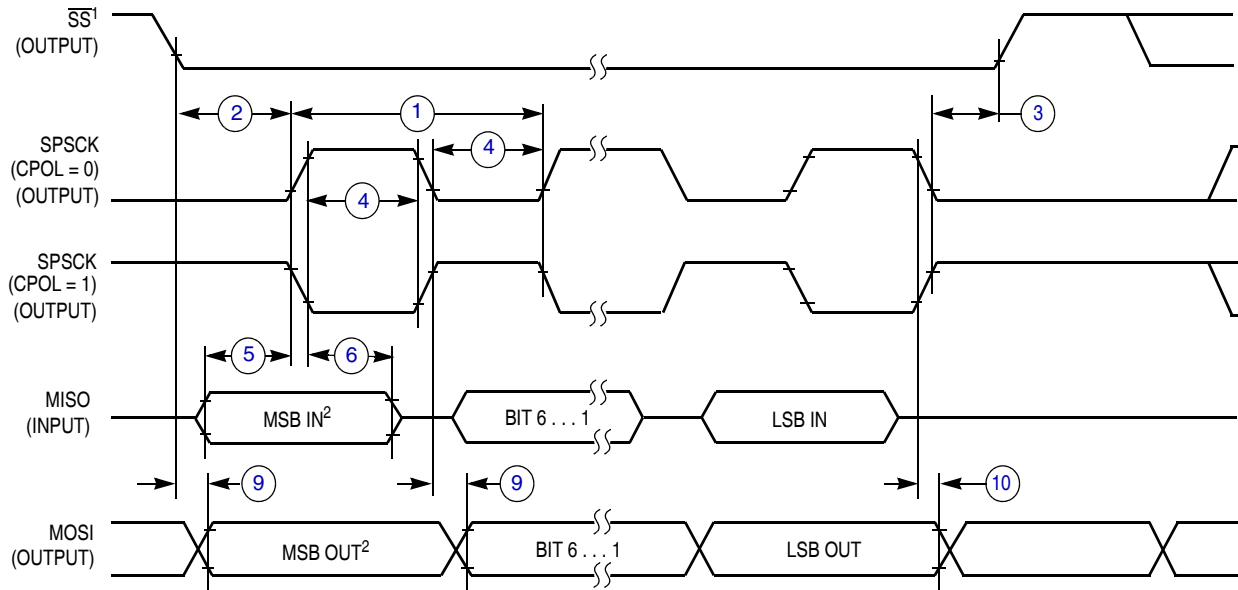 SS¹
(OUTPUT)
2
1
3
SPSCK
(CPOL = 0)
(OUTPUT)
4
4
SPSCK
(CPOL = 1)
(OUTPUT)
5
6
MISO
(INPUT)
MSB IN²
BIT 6 . . . 1
LSB IN
9
9
10
MOSI
(OUTPUT)
MSB OUT²
BIT 6 . . . 1
LSB OUT